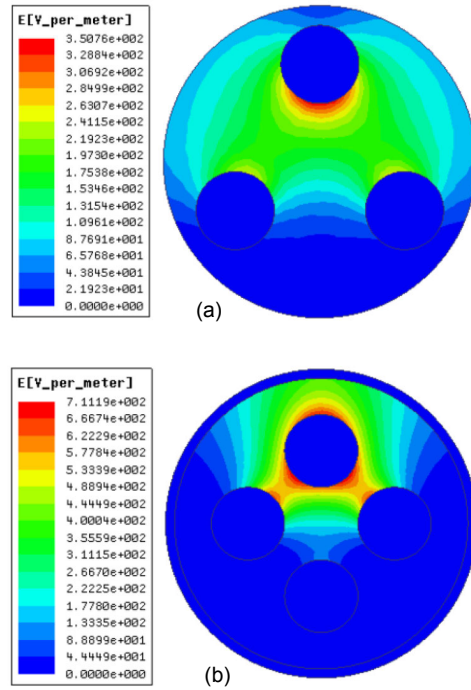 E[V_per_meter]
3.5076e+002
3.2884e+002
3.0692e+002
2.8499e+002
2.6307e+002
2.4115e+002
2.1923e+002
1.9730e+002
1.7538e+002
1.5346e+002
1.3154e+002
1.0961e+002
8.7691e+001
6.5768e+001
4.3845e+001
2.1923e+001
0.0000e+000
(a)
E[V_per_meter]
7.1119e+002
6.6674e+002
6.2229e+002
5.7784e+002
5.3339e+002
4.8894e+002
4.4449e+002
4.0004e+002
3.5559e+002
3.1115e+002
2.6670e+002
2.2225e+002
1.7780e+002
1.3335e+002
8.8899e+001
4.4449e+001
0.0000e+000
(b)